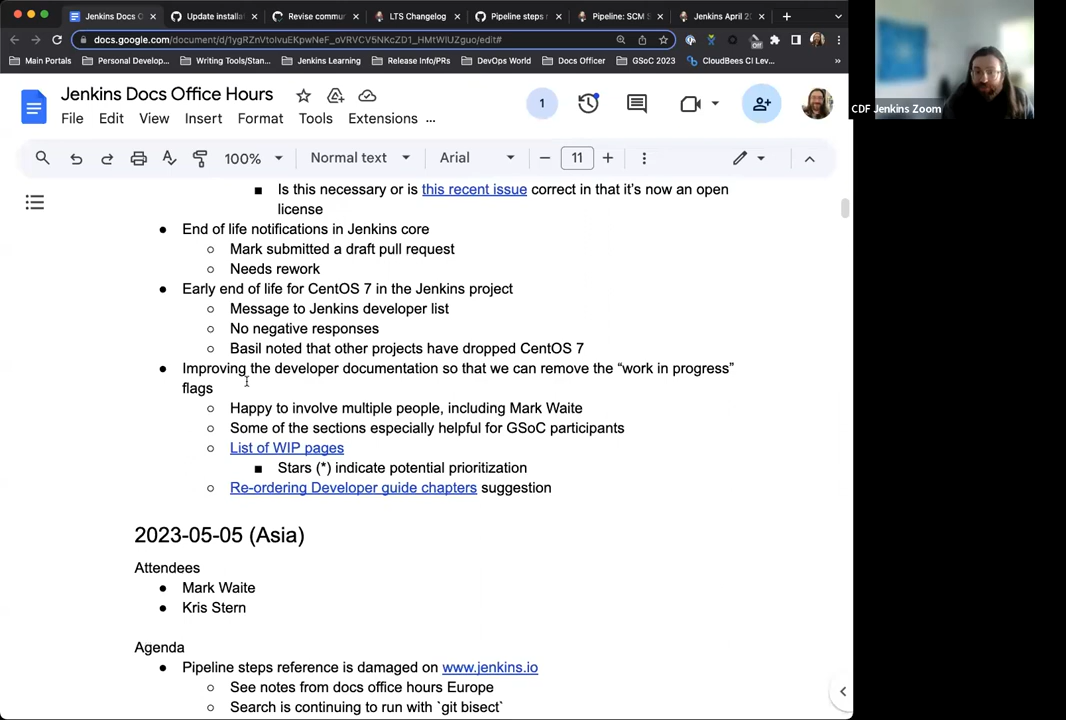 Jenkins Docs O
Update installa
Revise commun
LTS Changelog
Pipeline steps r
Pipeline: SCM S
Jenkins April 20
docs.google.com/document/d/1ygRZnVtoIvuEKpwNeF_oVRVCV5NKcZD1_HMtWIUZguo/edit#
Off
Main Portals
Personal Develop...
Writing Tools/Stan...
Jenkins Learning
Release Info/PRs
DevOps World
Docs Officer
GSoC 2023
CloudBees CI Lev...
»
Jenkins Docs Office Hours
File Edit View Insert Format Tools Extensions ...
1
CDF Jenkins Zoom
100% Normal text Arial 11
■ Is this necessary or is this recent issue correct in that it's now an open
license
● End of life notifications in Jenkins core
○ Mark submitted a draft pull request
○ Needs rework
● Early end of life for CentOS 7 in the Jenkins project
○ Message to Jenkins developer list
○ No negative responses
○ Basil noted that other projects have dropped CentOS 7
● Improving the developer documentation so that we can remove the “work in progress”
flags
○ Happy to involve multiple people, including Mark Waite
○ Some of the sections especially helpful for GSoC participants
○ List of WIP pages
■ Stars (*) indicate potential prioritization
○ Re-ordering Developer guide chapters suggestion
2023-05-05 (Asia)
Attendees
● Mark Waite
● Kris Stern
Agenda
● Pipeline steps reference is damaged on www.jenkins.io
○ See notes from docs office hours Europe
○ Search is continuing to run with `git bisect`